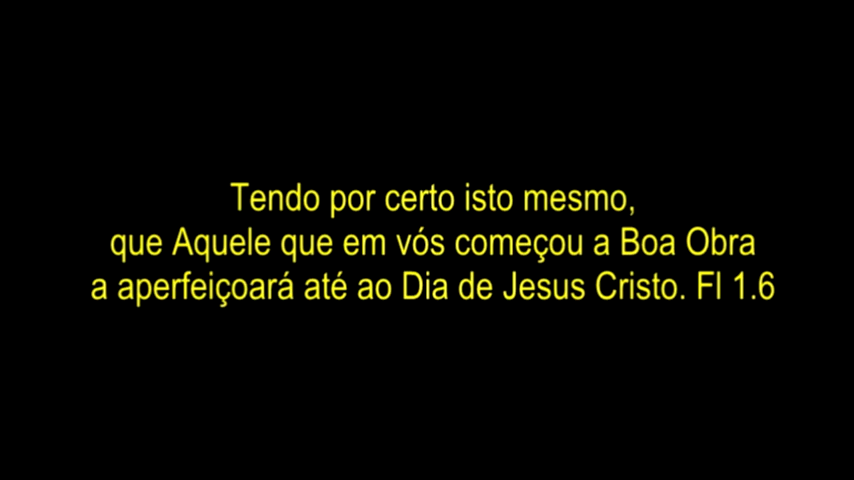 Tendo por certo isto mesmo,
que Aquele que em vós começou a Boa Obra
a aperfeiçoará até ao Dia de Jesus Cristo. Fl 1.6